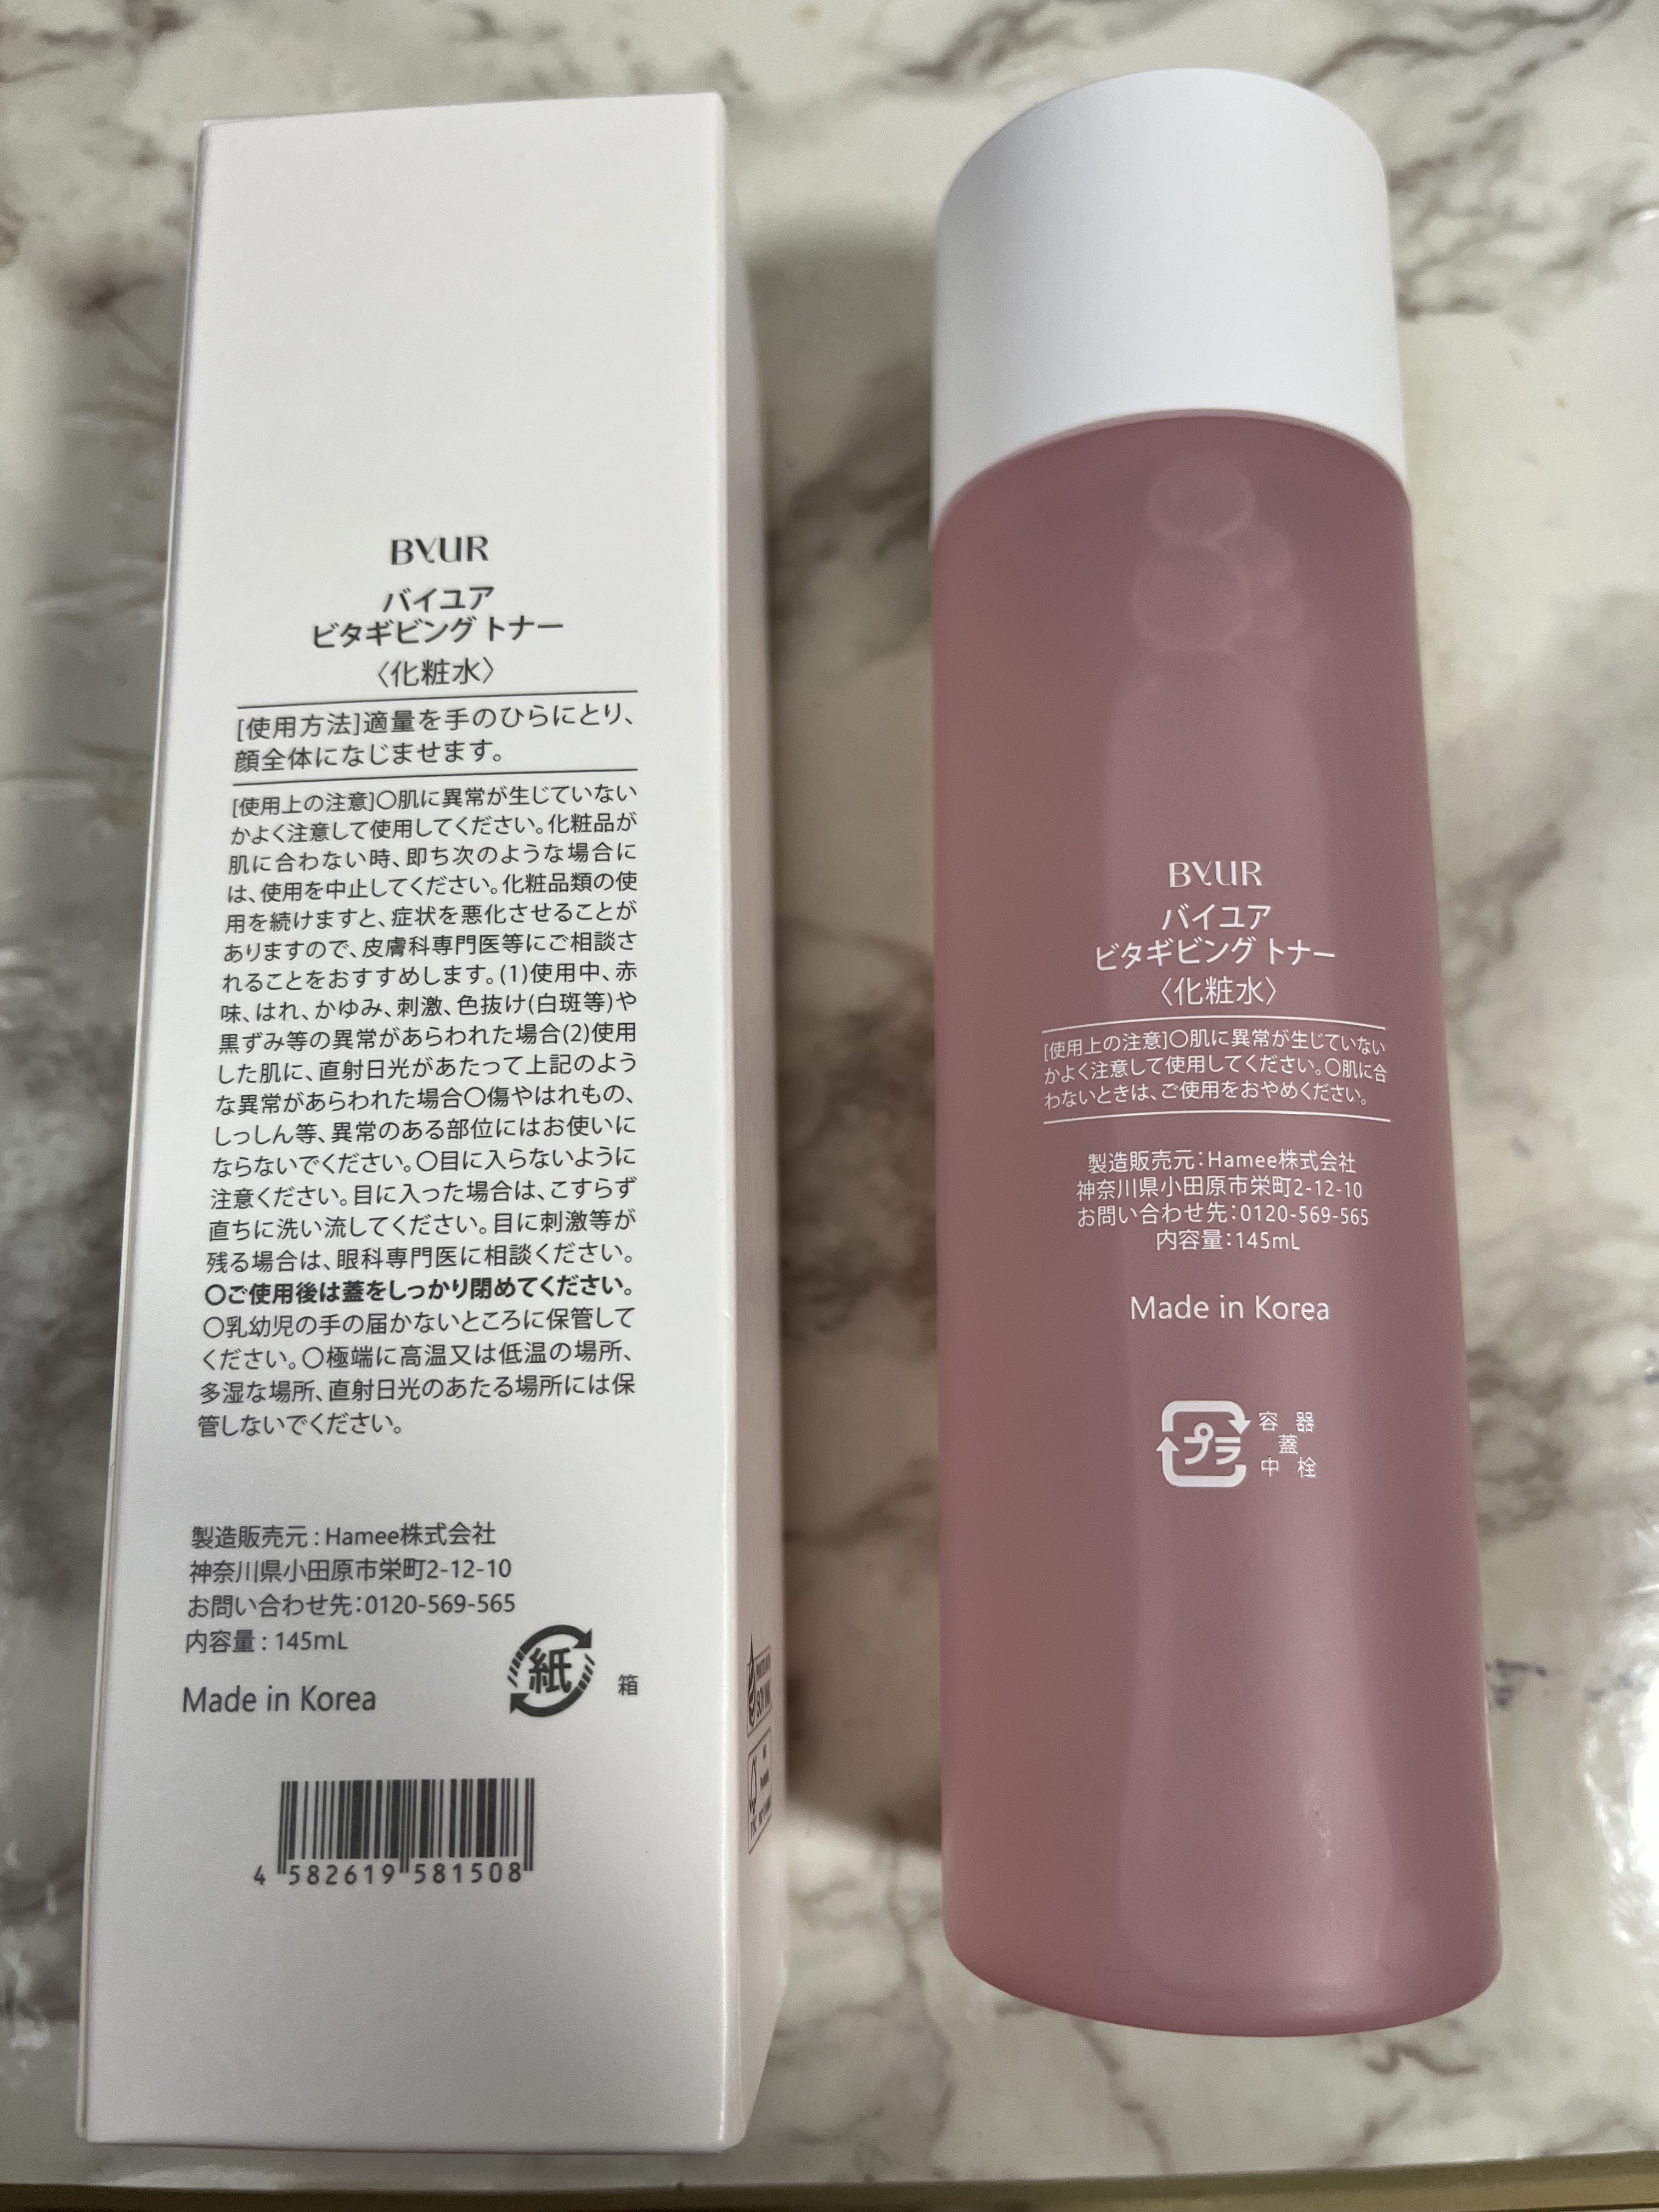 BYUR
バイユア
ビタギビング トナー
〈化粧水〉
[使用方法]適量を手のひらにとり、
顔全体になじませます。
[使用上の注意]〇肌に異常が生じていない
かよく注意して使用してください。化粧品が
肌に合わない時、即ち次のような場合に
は、使用を中止してください。化粧品類の使
用を続けますと、症状を悪化させることが
ありますので、皮膚科専門医等にご相談さ
れることをおすすめします。(1)使用中、赤
味、はれ、かゆみ、刺激、色抜け(白斑等)や
黒ずみ等の異常があらわれた場合(2)使用
した肌に、直射日光があたって上記のよう
な異常があらわれた場合〇傷やはれもの、
しっしん等、異常のある部位にはお使いに
ならないでください。〇目に入らないように
注意ください。目に入った場合は、こすらず
直ちに洗い流してください。目に刺激等が
残る場合は、眼科専門医に相談ください。
〇ご使用後は蓋をしっかり閉めてください。
〇乳幼児の手の届かないところに保管して
ください。〇極端に高温又は低温の場所、
多湿な場所、直射日光のあたる場所には保
管しないでください。
製造販売元 : Hamee株式会社
神奈川県小田原市栄町2-12-10
お問い合わせ先：0120-569-565
内容量 : 145mL
Made in Korea
紙 箱
4 582619 581508
SOY INK
BYUR
バイユア
ビタギビング トナー
〈化粧水〉
[使用上の注意]〇肌に異常が生じていない
かよく注意して使用してください。〇肌に合
わないときは、ご使用をおやめください。
製造販売元：Hamee株式会社
神奈川県小田原市栄町2-12-10
お問い合わせ先：0120-569-565
内容量：145mL
Made in Korea
プラ
容 器
蓋
中 栓